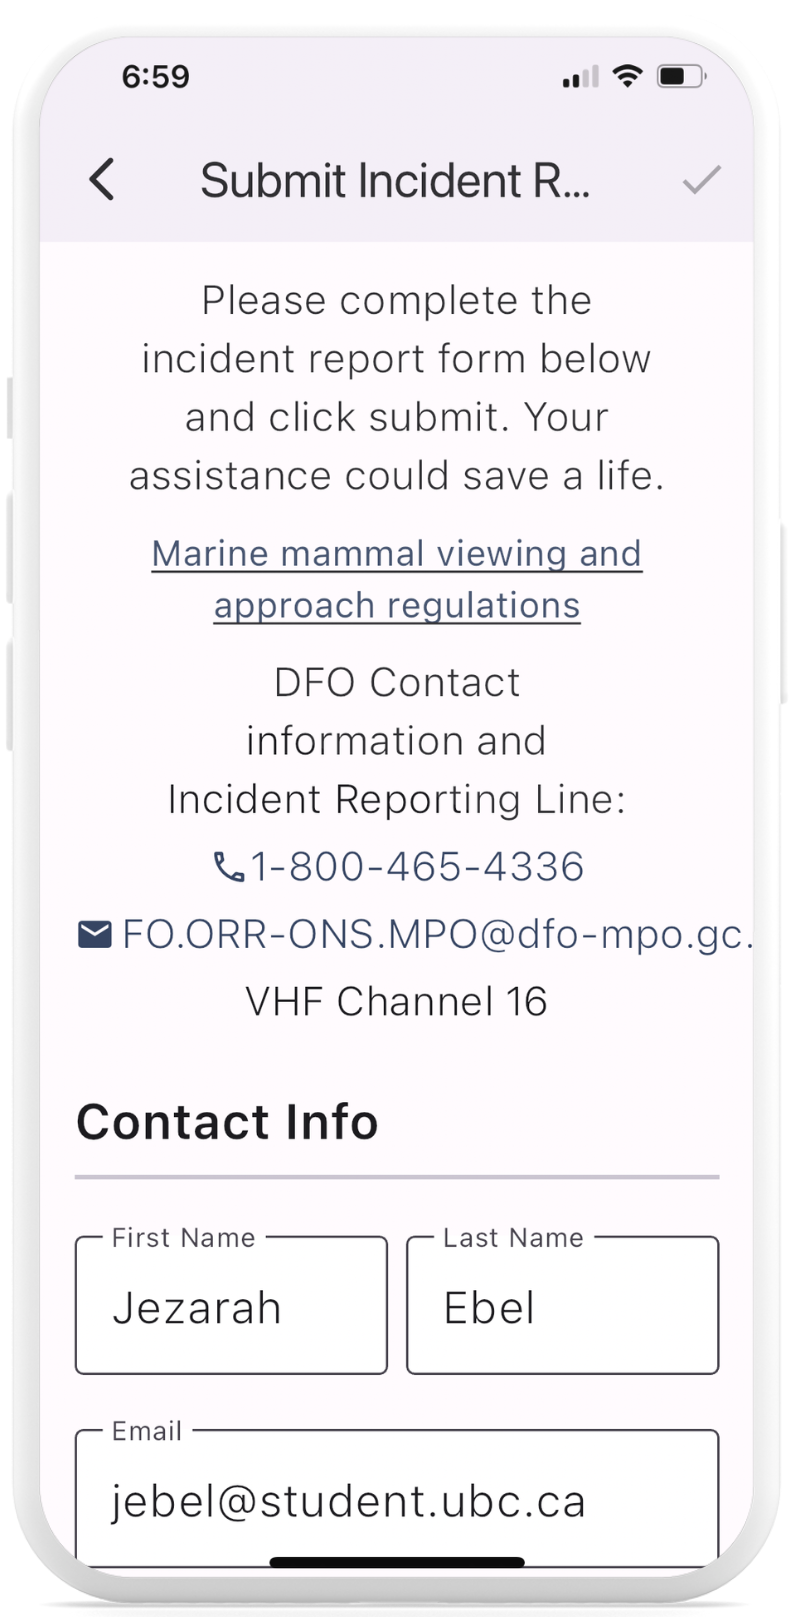 6:59
Submit Incident R...
Please complete the
incident report form below
and click submit. Your
assistance could save a life.
Marine mammal viewing and
approach regulations
DFO Contact
information and
Incident Reporting Line:
1-800-465-4336
FO.ORR-ONS.MPO@dfo-mpo.gc.
VHF Channel 16
Contact Info
First Name
Last Name
Jezarah
Ebel
Email
jebel@student.ubc.ca